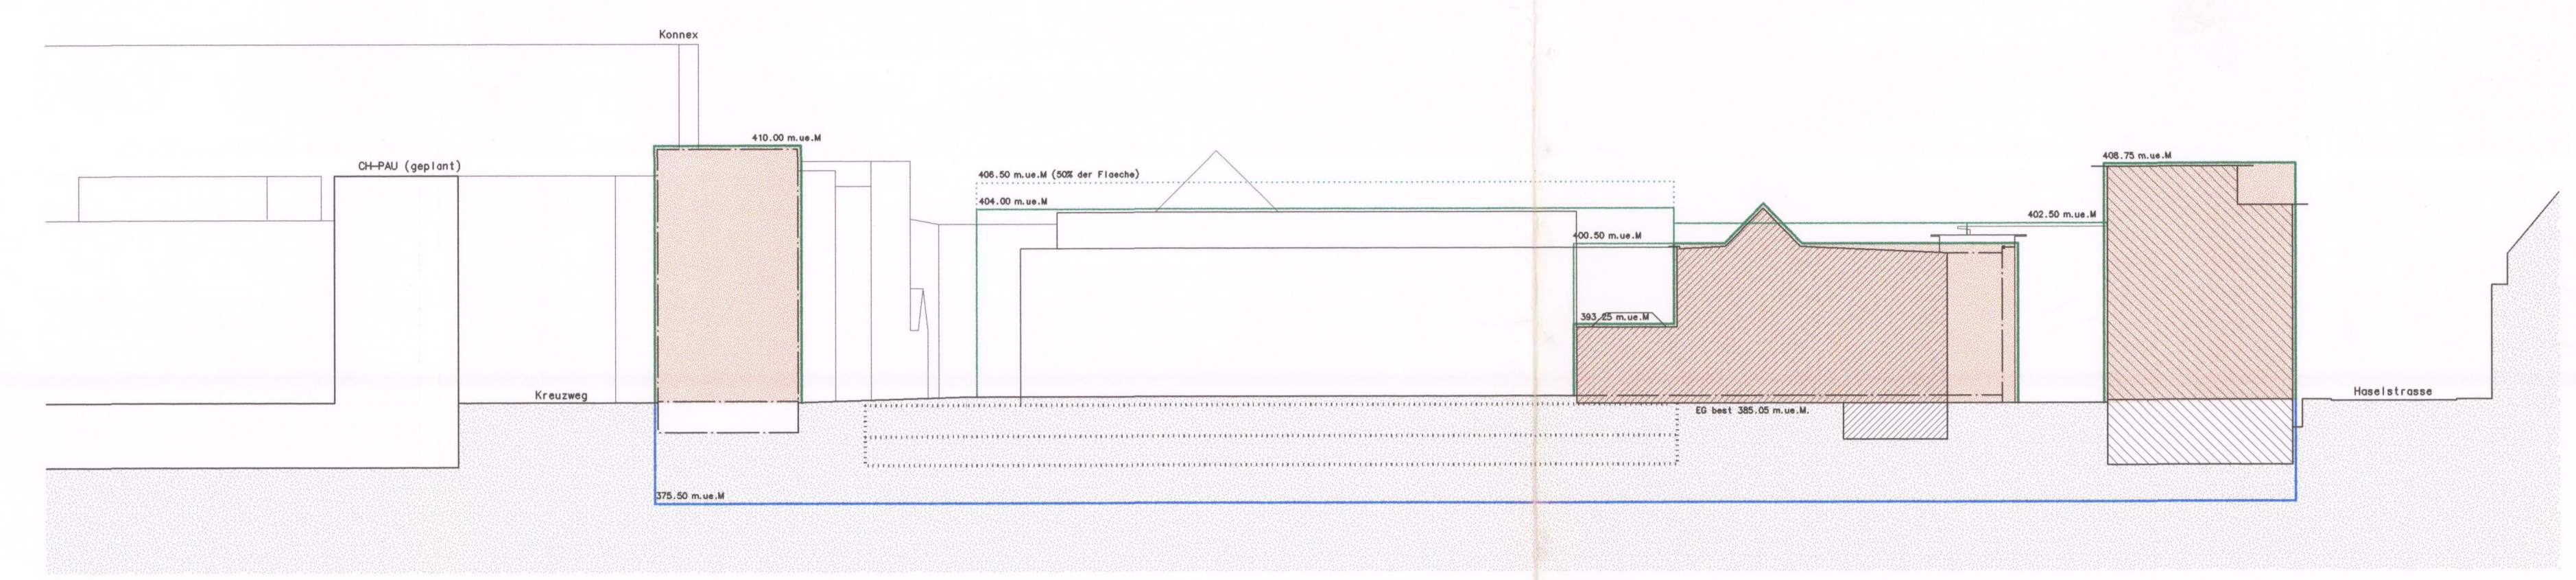 Konnex
410.00 m.ue.M
CH-PAU (geplant)
408.75 m.ue.M
406.50 m.ue.M (50% der Flaeche)
404.00 m.ue.M
402.50 m.ue.M
400.50 m.ue.M
393.25 m.ue.M
Kreuzweg
Haselstrasse
EG best 385.05 m.ue.M.
375.50 m.ue.M